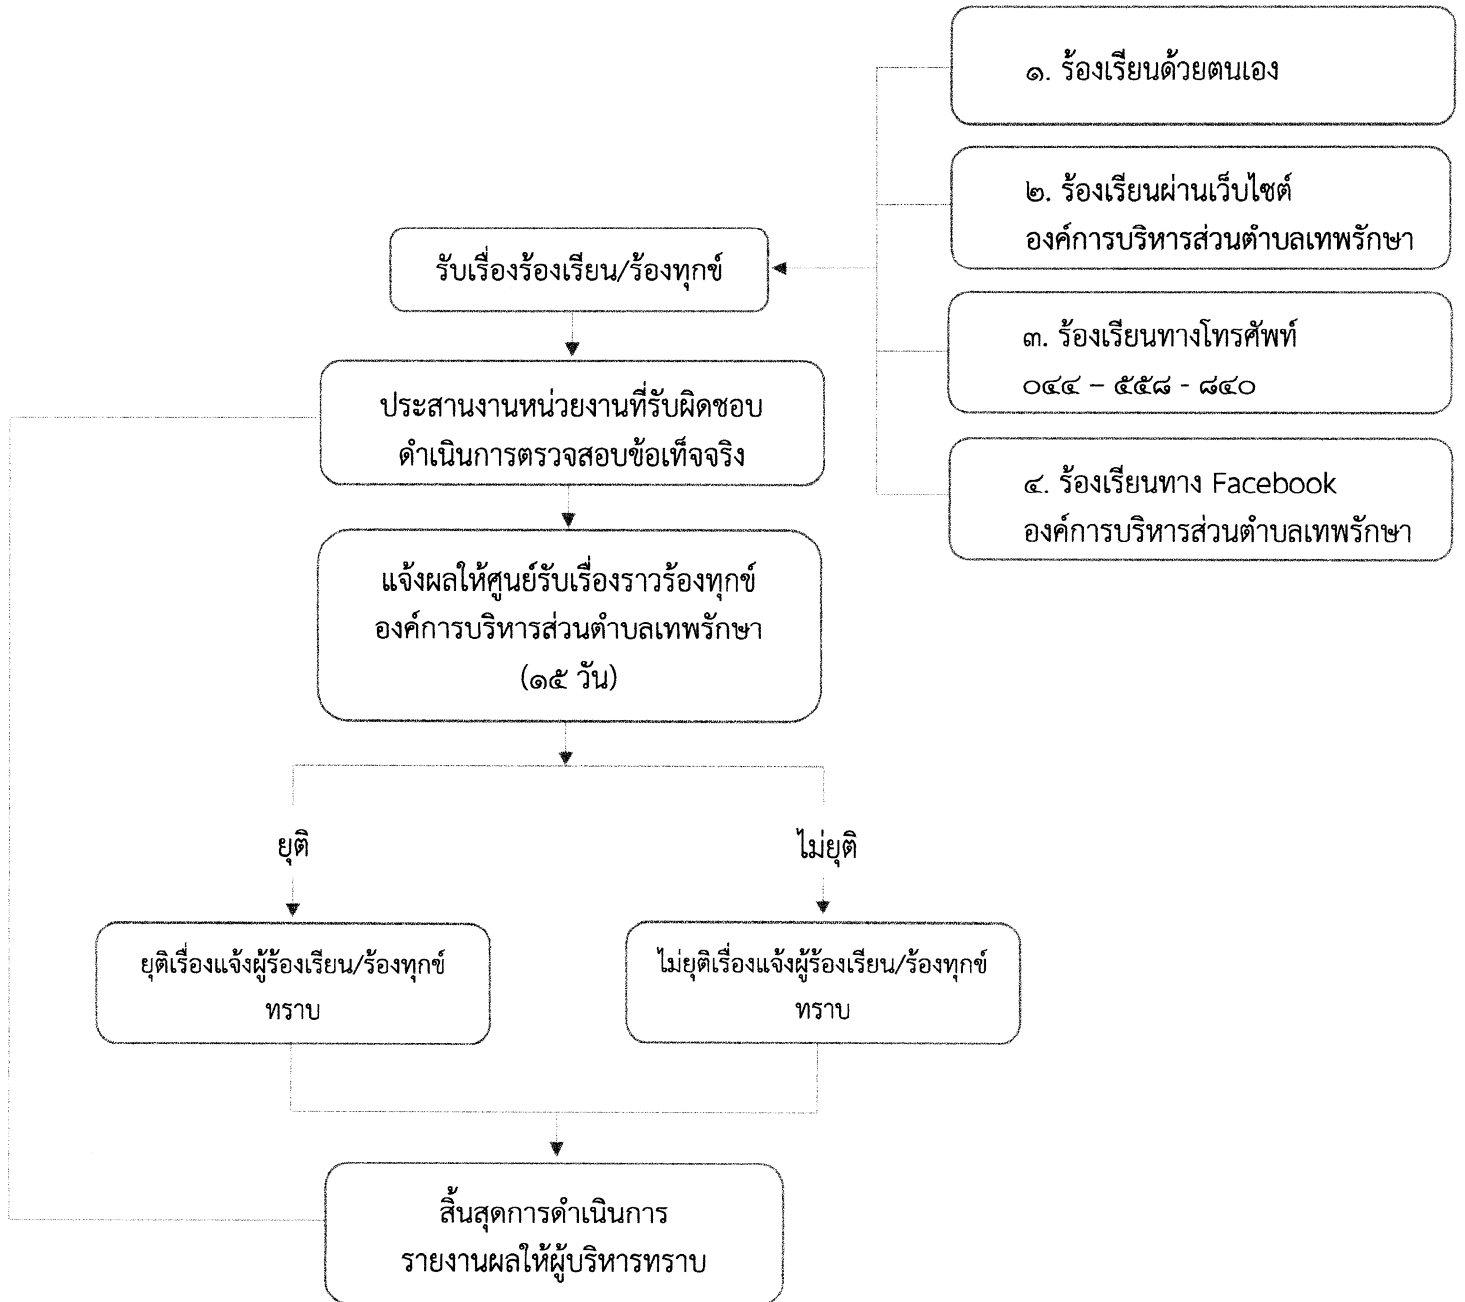 ๑. ร้องเรียนด้วยตนเอง
๒. ร้องเรียนผ่านเว็บไซต์
องค์การบริหารส่วนตำบลเทพรักษา
๓. ร้องเรียนทางโทรศัพท์
๐๔๔ – ๕๕๘ - ๘๔๐
๔. ร้องเรียนทาง Facebook
องค์การบริหารส่วนตำบลเทพรักษา
รับเรื่องร้องเรียน/ร้องทุกข์
ประสานงานหน่วยงานที่รับผิดชอบ
ดำเนินการตรวจสอบข้อเท็จจริง
แจ้งผลให้ศูนย์รับเรื่องราวร้องทุกข์
องค์การบริหารส่วนตำบลเทพรักษา
(๑๕ วัน)
ยุติ
ไม่ยุติ
ยุติเรื่องแจ้งผู้ร้องเรียน/ร้องทุกข์
ทราบ
ไม่ยุติเรื่องแจ้งผู้ร้องเรียน/ร้องทุกข์
ทราบ
สิ้นสุดการดำเนินการ
รายงานผลให้ผู้บริหารทราบ